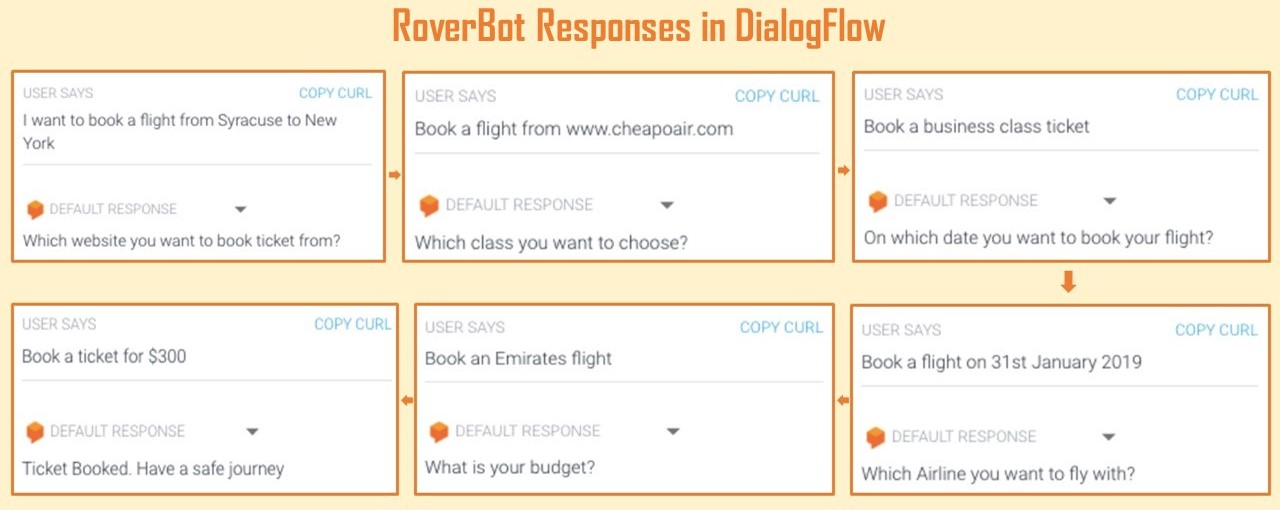 RoverBot Responses in DialogFlow
USER SAYS COPY CURL
I want to book a flight from Syracuse to New
York
DEFAULT RESPONSE
Which website you want to book ticket from?
USER SAYS COPY CURL
Book a flight from www.cheapoair.com
DEFAULT RESPONSE
Which class you want to choose?
USER SAYS COPY CURL
Book a business class ticket
DEFAULT RESPONSE
On which date you want to book your flight?
USER SAYS COPY CURL
Book a flight on 31st January 2019
DEFAULT RESPONSE
Which Airline you want to fly with?
USER SAYS COPY CURL
Book an Emirates flight
DEFAULT RESPONSE
What is your budget?
USER SAYS COPY CURL
Book a ticket for $300
DEFAULT RESPONSE
Ticket Booked. Have a safe journey